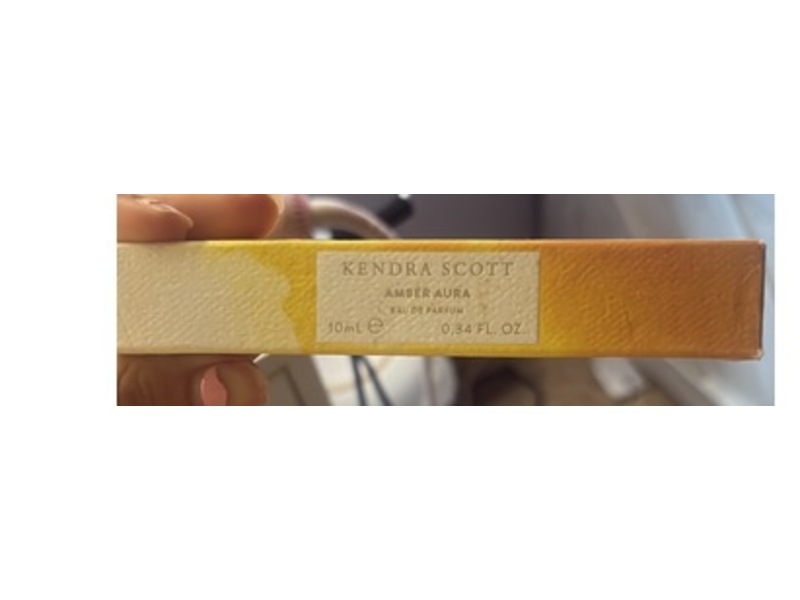 KENDRA SCOTT
AMBER AURA
EAU DE PARFUM
10mL ℮ 0,34 FL. OZ.